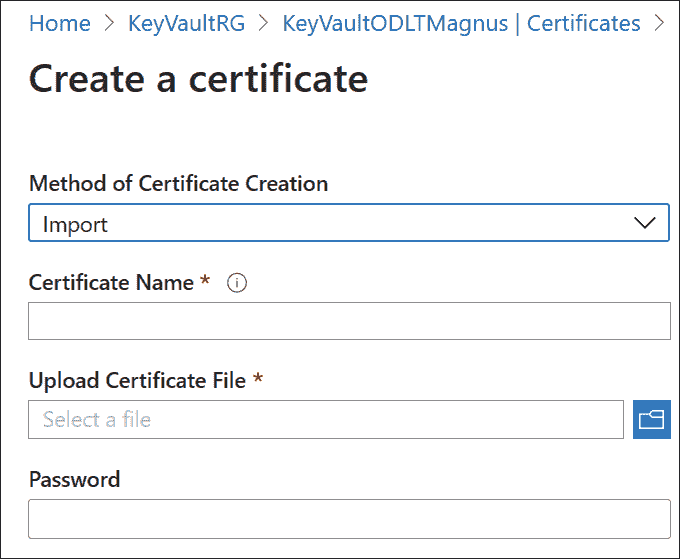 Home > KeyVaultRG > KeyVaultODLTMagnus | Certificates >
Create a certificate
Method of Certificate Creation
Import
Certificate Name *
Upload Certificate File *
Select a file
Password